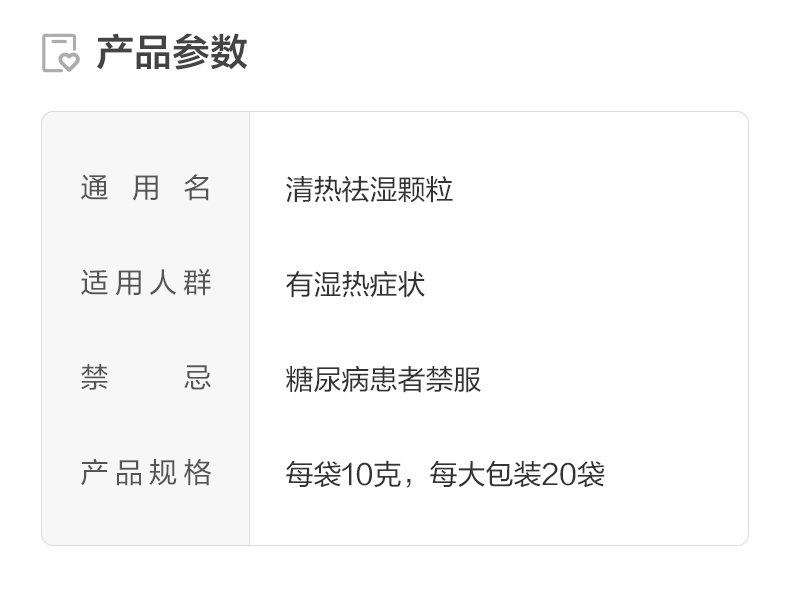 产品参数
通用名 清热祛湿颗粒
适用人群 有湿热症状
禁忌 糖尿病患者禁服
产品规格 每袋10克，每大包装20袋